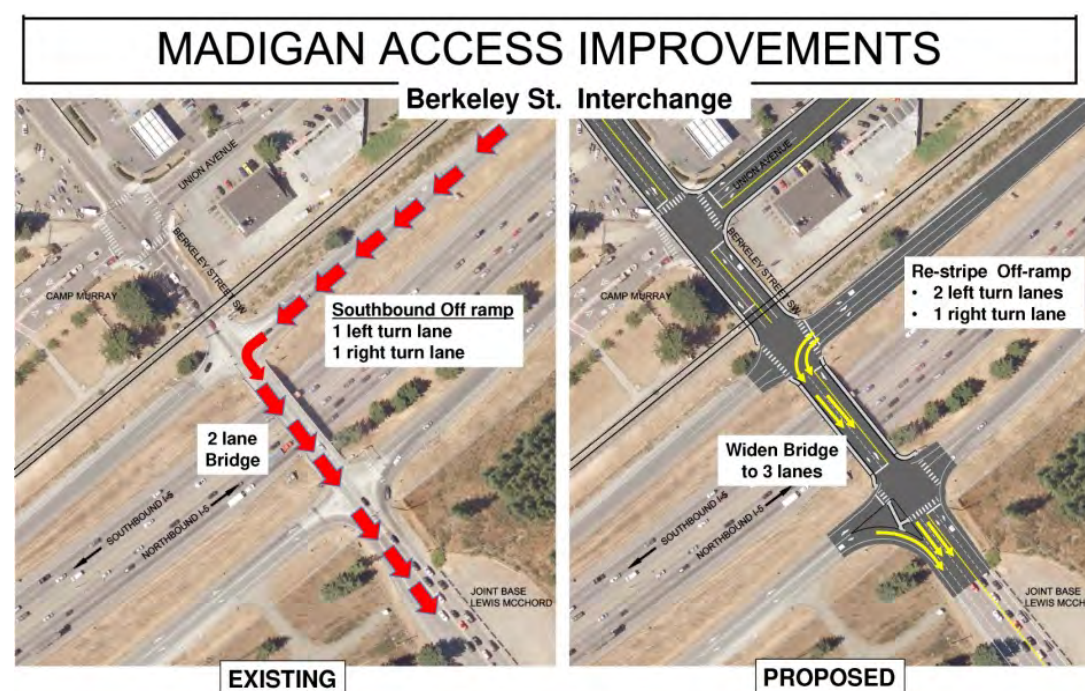 MADIGAN ACCESS IMPROVEMENTS
Berkeley St. Interchange
UNION AVENUE
BERKELEY STREET SW
CAMP MURRAY
Southbound Off ramp
1 left turn lane
1 right turn lane
2 lane
Bridge
SOUTHBOUND I-5
NORTHBOUND I-5
JOINT BASE
LEWIS MCCHORD
EXISTING
UNION AVENUE
BERKELEY STREET SW
CAMP MURRAY
Re-stripe Off-ramp
• 2 left turn lanes
• 1 right turn lane
Widen Bridge
to 3 lanes
SOUTHBOUND I-5
NORTHBOUND I-5
JOINT BASE
LEWIS MCCHORD
PROPOSED